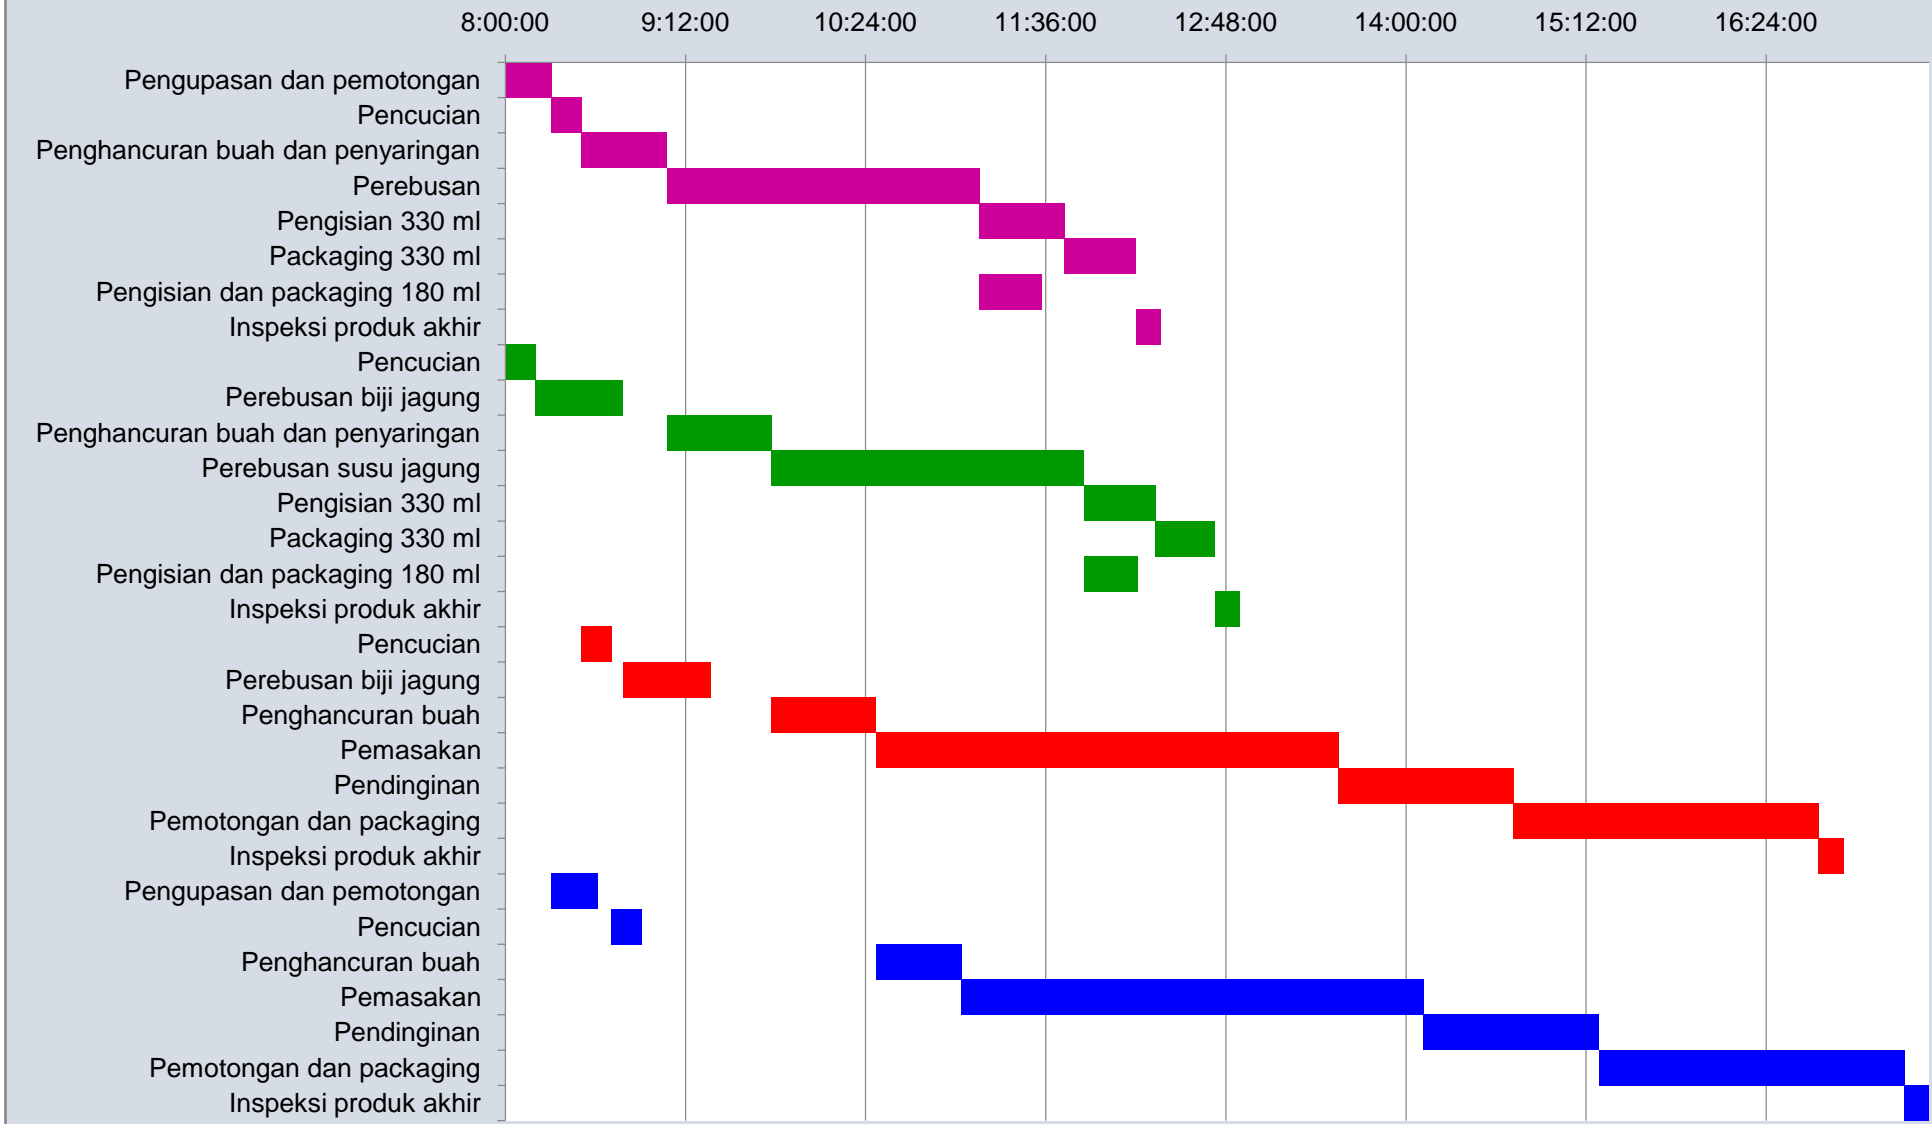 8:00:00 9:12:00 10:24:00 11:36:00 12:48:00 14:00:00 15:12:00 16:24:00
Pengupasan dan pemotongan
Pencucian
Penghancuran buah dan penyaringan
Perebusan
Pengisian 330 ml
Packaging 330 ml
Pengisian dan packaging 180 ml
Inspeksi produk akhir
Pencucian
Perebusan biji jagung
Penghancuran buah dan penyaringan
Perebusan susu jagung
Pengisian 330 ml
Packaging 330 ml
Pengisian dan packaging 180 ml
Inspeksi produk akhir
Pencucian
Perebusan biji jagung
Penghancuran buah
Pemasakan
Pendinginan
Pemotongan dan packaging
Inspeksi produk akhir
Pengupasan dan pemotongan
Pencucian
Penghancuran buah
Pemasakan
Pendinginan
Pemotongan dan packaging
Inspeksi produk akhir